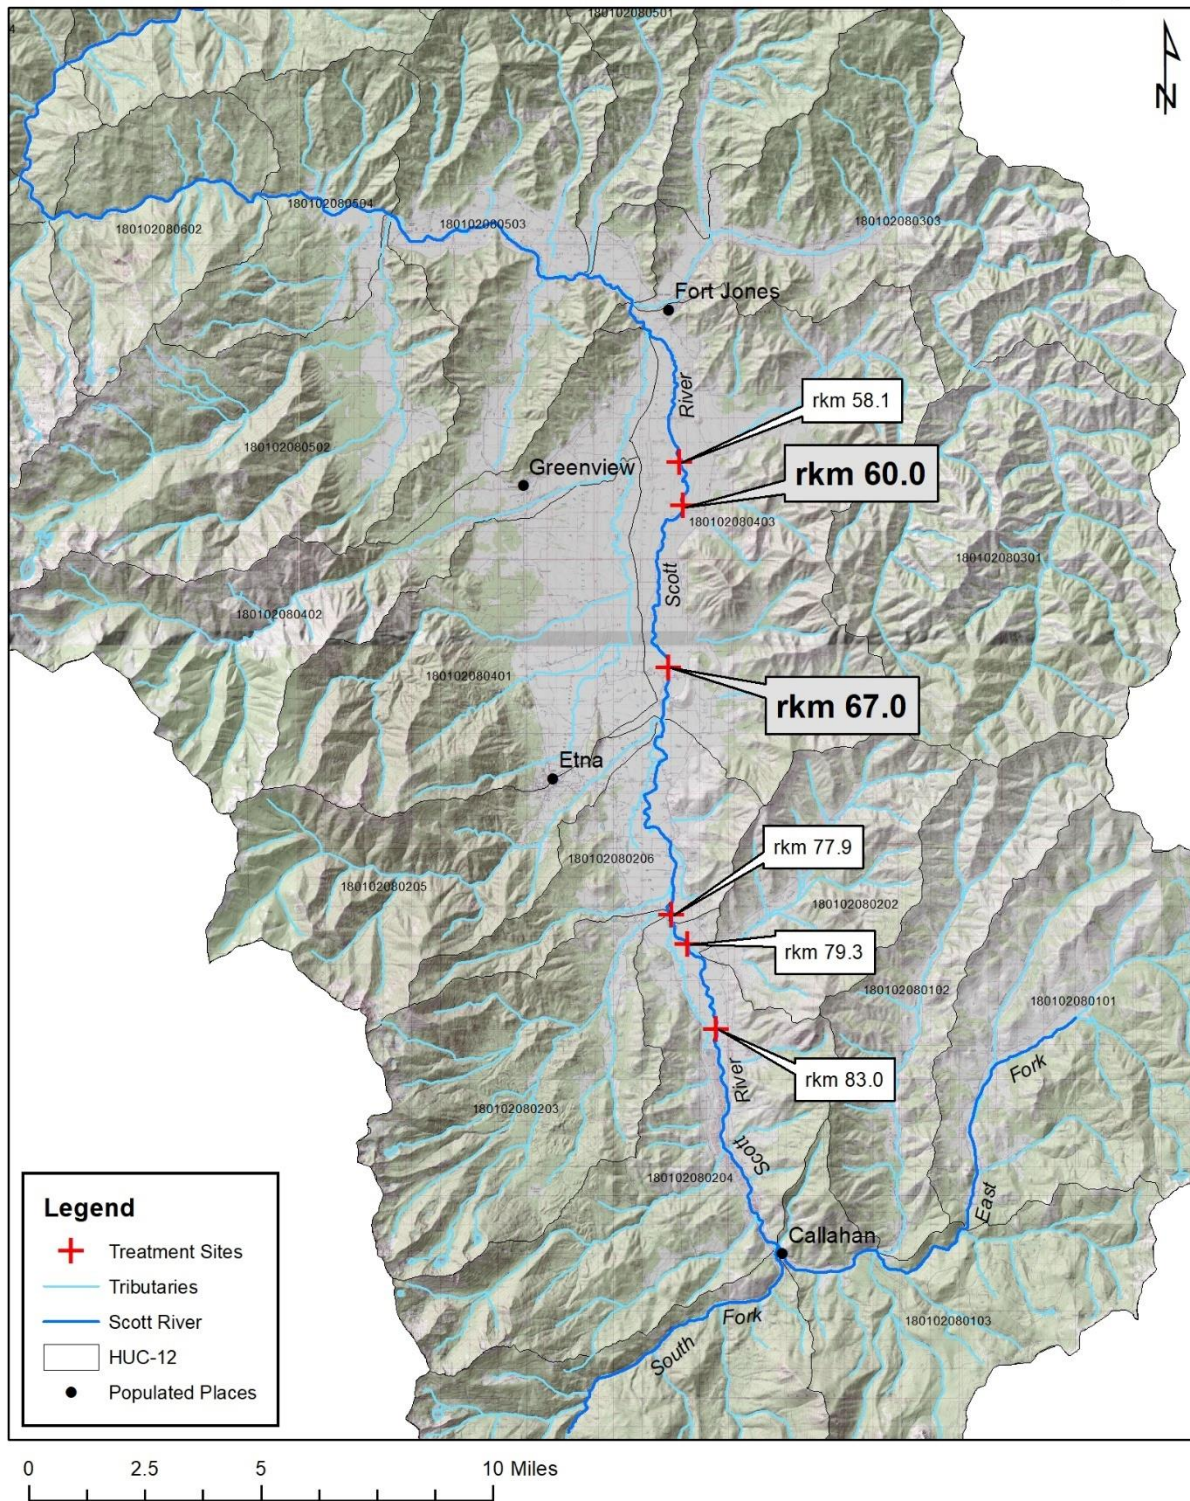 180102080501
4
N
180102080504
180102080503
180102080602
180102080303
Fort Jones
River
rkm 58.1
180102080502
Greenview
rkm 60.0
180102080403
180102080301
Scott
180102080402
180102080401
rkm 67.0
Etna
rkm 77.9
180102080206
180102080205
180102080202
rkm 79.3
180102080102
180102080101
Fork
rkm 83.0
River
180102080203
Scott
180102080204
East
Callahan
Fork
180102080103
South
Legend
Treatment Sites
Tributaries
Scott River
HUC-12
Populated Places
0 2.5 5 10 Miles